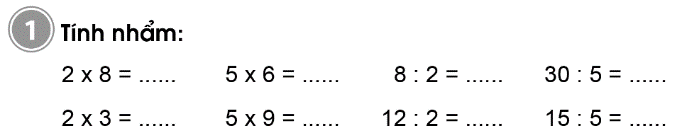 1 Tính nhẩm:
2 x 8 = ...... 5 x 6 = ...... 8 : 2 = ...... 30 : 5 = ......
2 x 3 = ...... 5 x 9 = ...... 12 : 2 = ...... 15 : 5 = ......